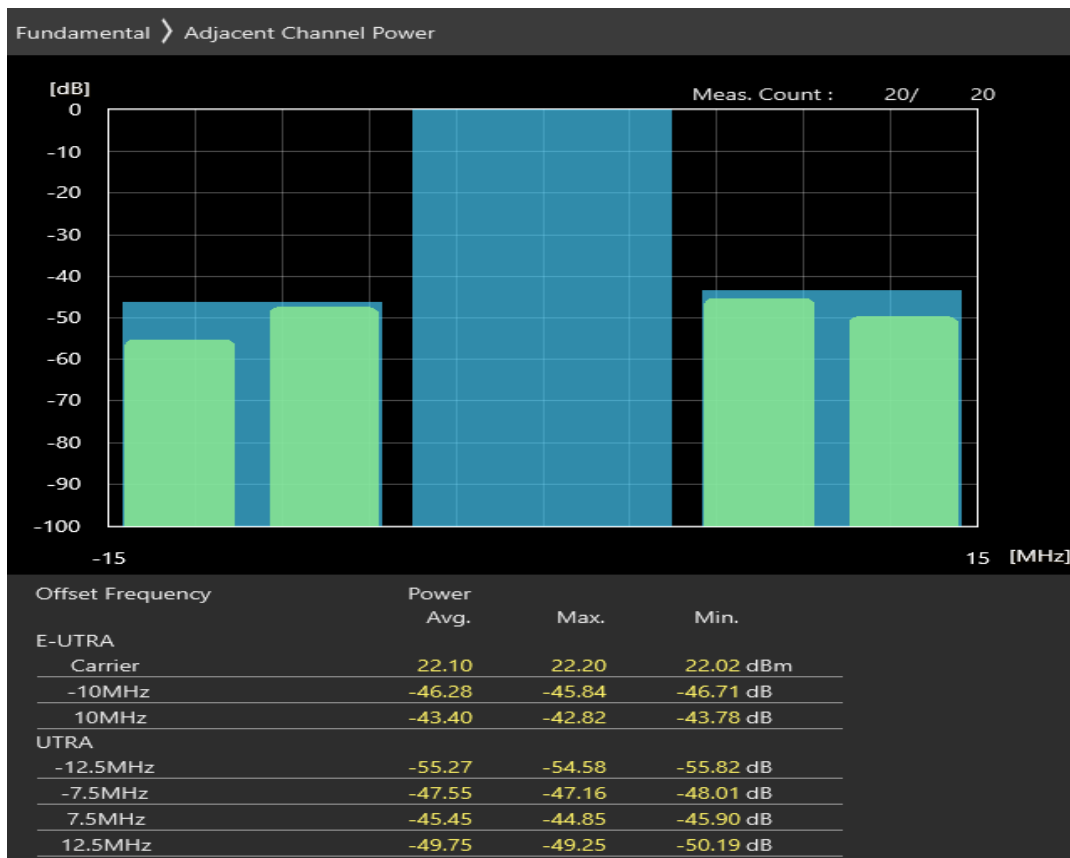 Fundamental 〉 Adjacent Channel Power
[dB]
Meas. Count : 20/ 20
0
-10
-20
-30
-40
-50
-60
-70
-80
-90
-100
-15 15 [MHz]
Offset Frequency Power
Avg. Max. Min.
E-UTRA
Carrier 22.10 22.20 22.02 dBm
-10MHz -46.28 -45.84 -46.71 dB
10MHz -43.40 -42.82 -43.78 dB
UTRA
-12.5MHz -55.27 -54.58 -55.82 dB
-7.5MHz -47.55 -47.16 -48.01 dB
7.5MHz -45.45 -44.85 -45.90 dB
12.5MHz -49.75 -49.25 -50.19 dB